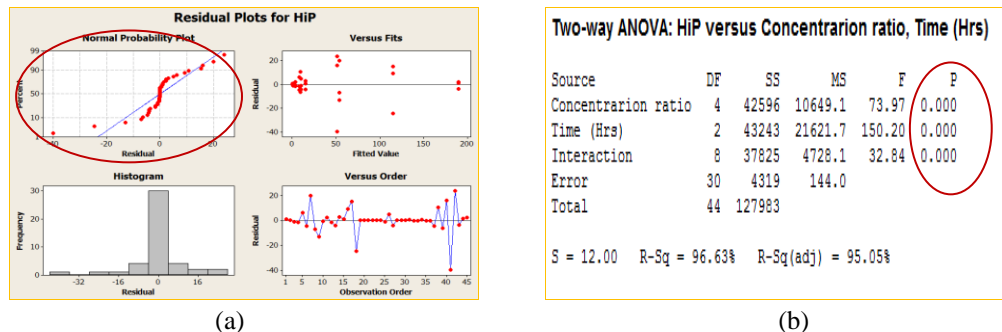 Residual Plots for HiP
Normal Probability Plot
Versus Fits
99
90
50
10
1
Percent
-40
-20
0
20
Residual
20
0
-20
-40
Residual
0
50
100
150
200
Fitted Value
Histogram
Versus Order
30
20
10
0
Frequency
-32
-16
0
16
Residual
20
0
-20
-40
Residual
1 5 10 15 20 25 30 35 40 45
Observation Order
(a)
Two-way ANOVA: HiP versus Concentrarion ratio, Time (Hrs)
Source DF SS MS F P
Concentrarion ratio 4 42596 10649.1 73.97 0.000
Time (Hrs) 2 43243 21621.7 150.20 0.000
Interaction 8 37825 4728.1 32.84 0.000
Error 30 4319 144.0
Total 44 127983
S = 12.00 R-Sq = 96.63% R-Sq(adj) = 95.05%
(b)